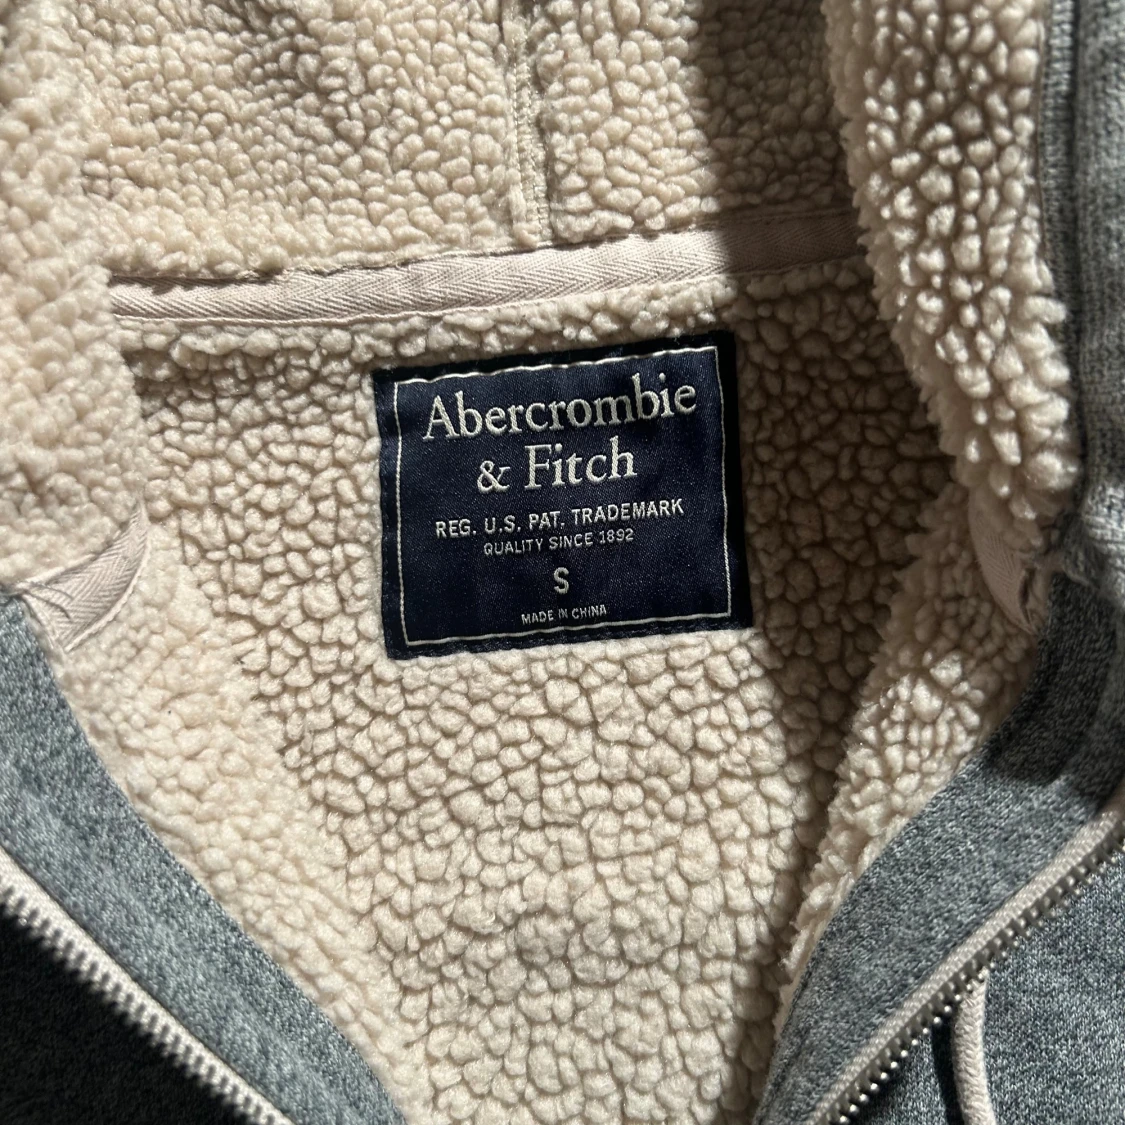 Abercrombie
& Fitch
REG. U.S. PAT. TRADEMARK
QUALITY SINCE 1892
S
MADE IN CHINA